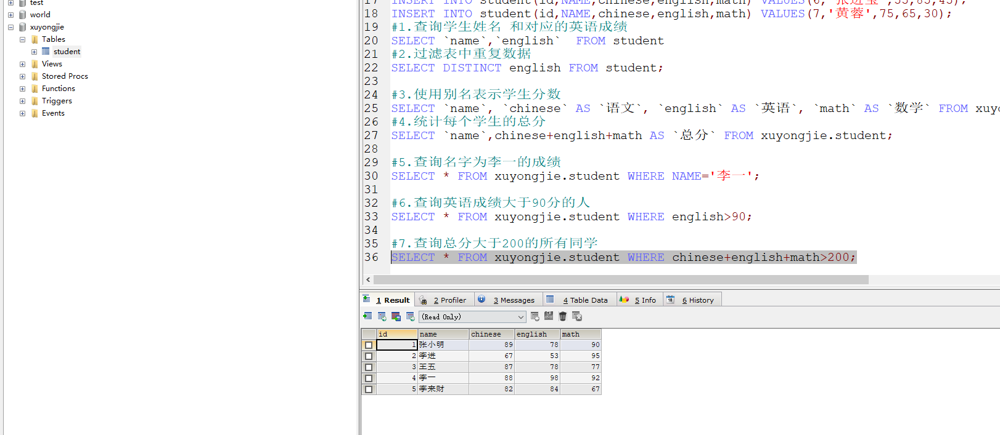 test
world
xuyongjie
Tables
student
Views
Stored Procs
Functions
Triggers
Events
17 INSERT INTO student(id,NAME,chinese,english,math) VALUES(6,'张进宝',55,85,45);
18 INSERT INTO student(id,NAME,chinese,english,math) VALUES(7,'黄蓉',75,65,30);
19 #1.查询学生姓名 和对应的英语成绩
20 SELECT `name`,`english`  FROM student
21 #2.过滤表中重复数据
22 SELECT DISTINCT english FROM student;
23
24 #3.使用别名表示学生分数
25 SELECT `name`, `chinese` AS `语文`, `english` AS `英语`, `math` AS `数学` FROM xuyo
26 #4.统计每个学生的总分
27 SELECT `name`,chinese+english+math AS `总分` FROM xuyongjie.student;
28
29 #5.查询名字为李一的成绩
30 SELECT * FROM xuyongjie.student WHERE NAME='李一';
31
32 #6.查询英语成绩大于90分的人
33 SELECT * FROM xuyongjie.student WHERE english>90;
34
35 #7.查询总分大于200的所有同学
36 SELECT * FROM xuyongjie.student WHERE chinese+english+math>200;
1 Result 2 Profiler 3 Messages 4 Table Data 5 Info 18 6 History
(Read Only)
id name chinese english math
1 张小明 89 78 90
2 李进 67 53 95
3 王五 87 78 77
4 李一 88 98 92
5 李来财 82 84 67